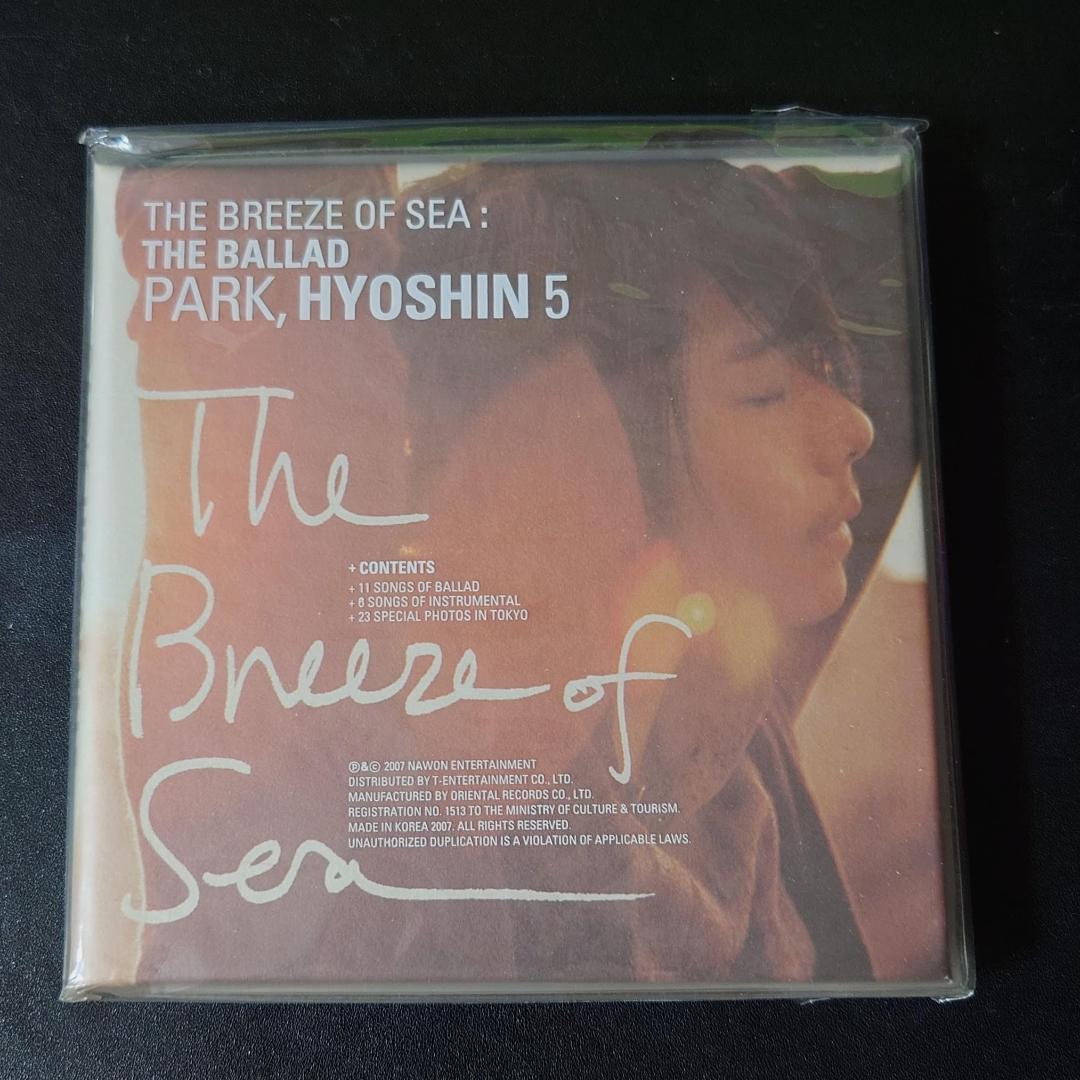 THE BREEZE OF SEA :
THE BALLAD
PARK, HYOSHIN 5
The
Breeze of
Sea
+ CONTENTS
+ 11 SONGS OF BALLAD
+ 6 SONGS OF INSTRUMENTAL
+ 23 SPECIAL PHOTOS IN TOKYO
℗&© 2007 NAWON ENTERTAINMENT
DISTRIBUTED BY T-ENTERTAINMENT CO., LTD.
MANUFACTURED BY ORIENTAL RECORDS CO., LTD.
REGISTRATION NO. 1513 TO THE MINISTRY OF CULTURE & TOURISM.
MADE IN KOREA 2007. ALL RIGHTS RESERVED.
UNAUTHORIZED DUPLICATION IS A VIOLATION OF APPLICABLE LAWS.